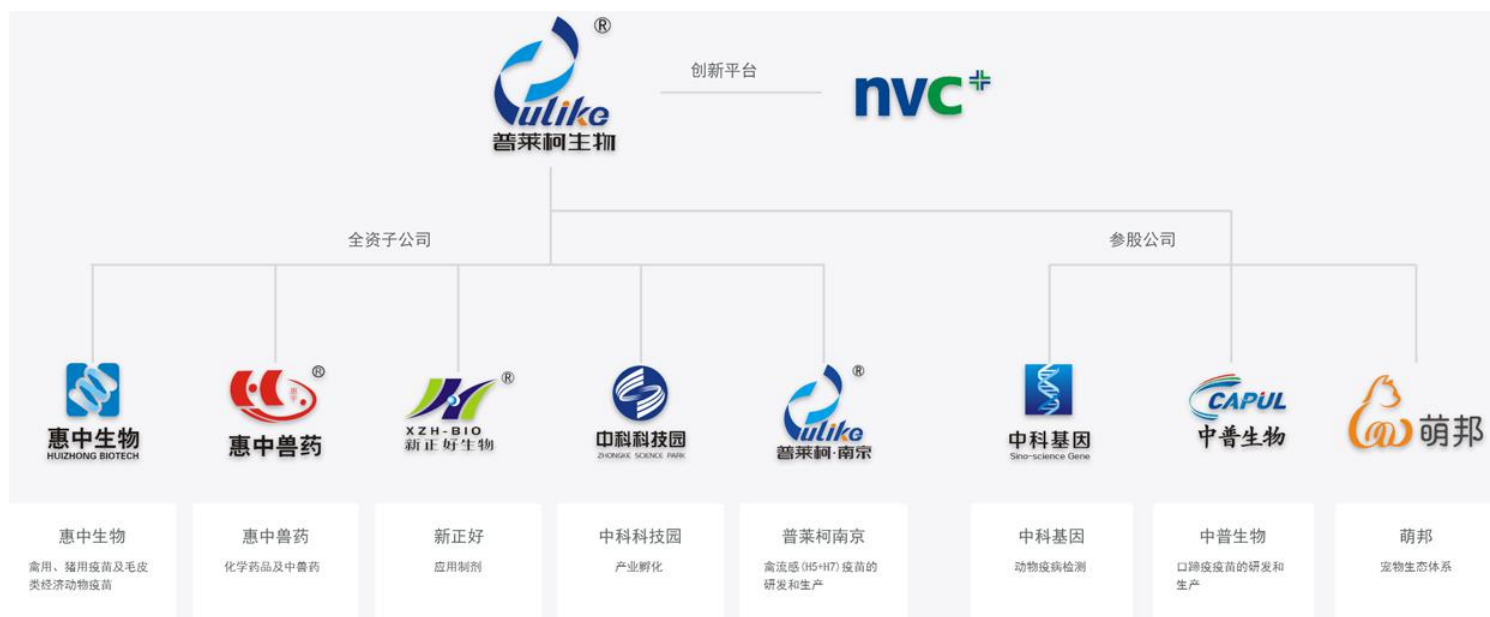 ®
ulike
普莱柯生物
创新平台
nvc+
全资子公司
参股公司
惠中生物
HUIZHONG BIOTECH
®
惠中兽药
®
XZH-BIO
新正好生物
中科科技园
ZHONGKE SCIENCE PARK
®
ulike
普莱柯·南京
中科基因
Sino-science Gene
CAPUL
中普生物
萌邦
惠中生物
禽用、猪用疫苗及毛皮
类经济动物疫苗
惠中兽药
化学药品及中兽药
新正好
应用制剂
中科科技园
产业孵化
普莱柯南京
禽流感(H5+H7)疫苗的
研发和生产
中科基因
动物疫病检测
中普生物
口蹄疫疫苗的研发和
生产
萌邦
宠物生态体系